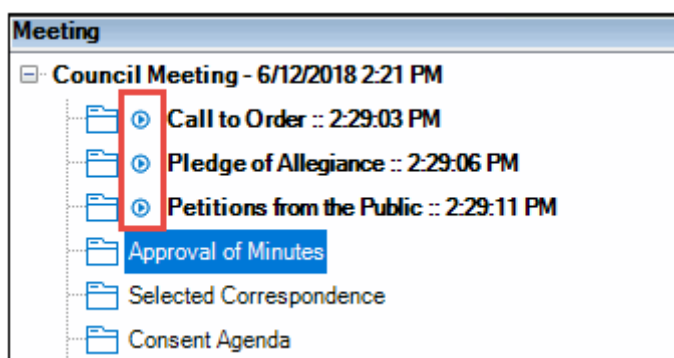 Meeting
Council Meeting - 6/12/2018 2:21 PM
Call to Order :: 2:29:03 PM
Pledge of Allegiance :: 2:29:06 PM
Petitions from the Public :: 2:29:11 PM
Approval of Minutes
Selected Correspondence
Consent Agenda